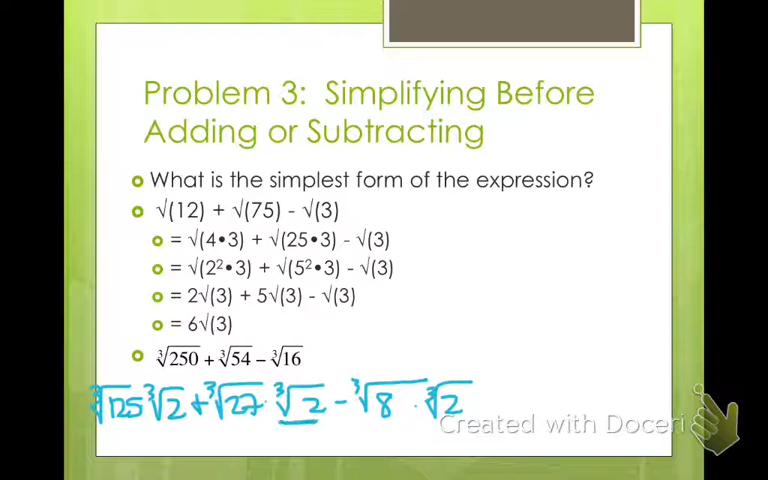 Problem 3: Simplifying Before
Adding or Subtracting
What is the simplest form of the expression?
√(12) + √(75) - √(3)
= √(4•3) + √(25•3) - √(3)
= √(2²•3) + √(5²•3) - √(3)
= 2√(3) + 5√(3) - √(3)
= 6√(3)
∛250 + ∛54 − ∛16
∛125 ∛2 + ∛27 · ∛2 - ∛8 · ∛2
Created with Doceri